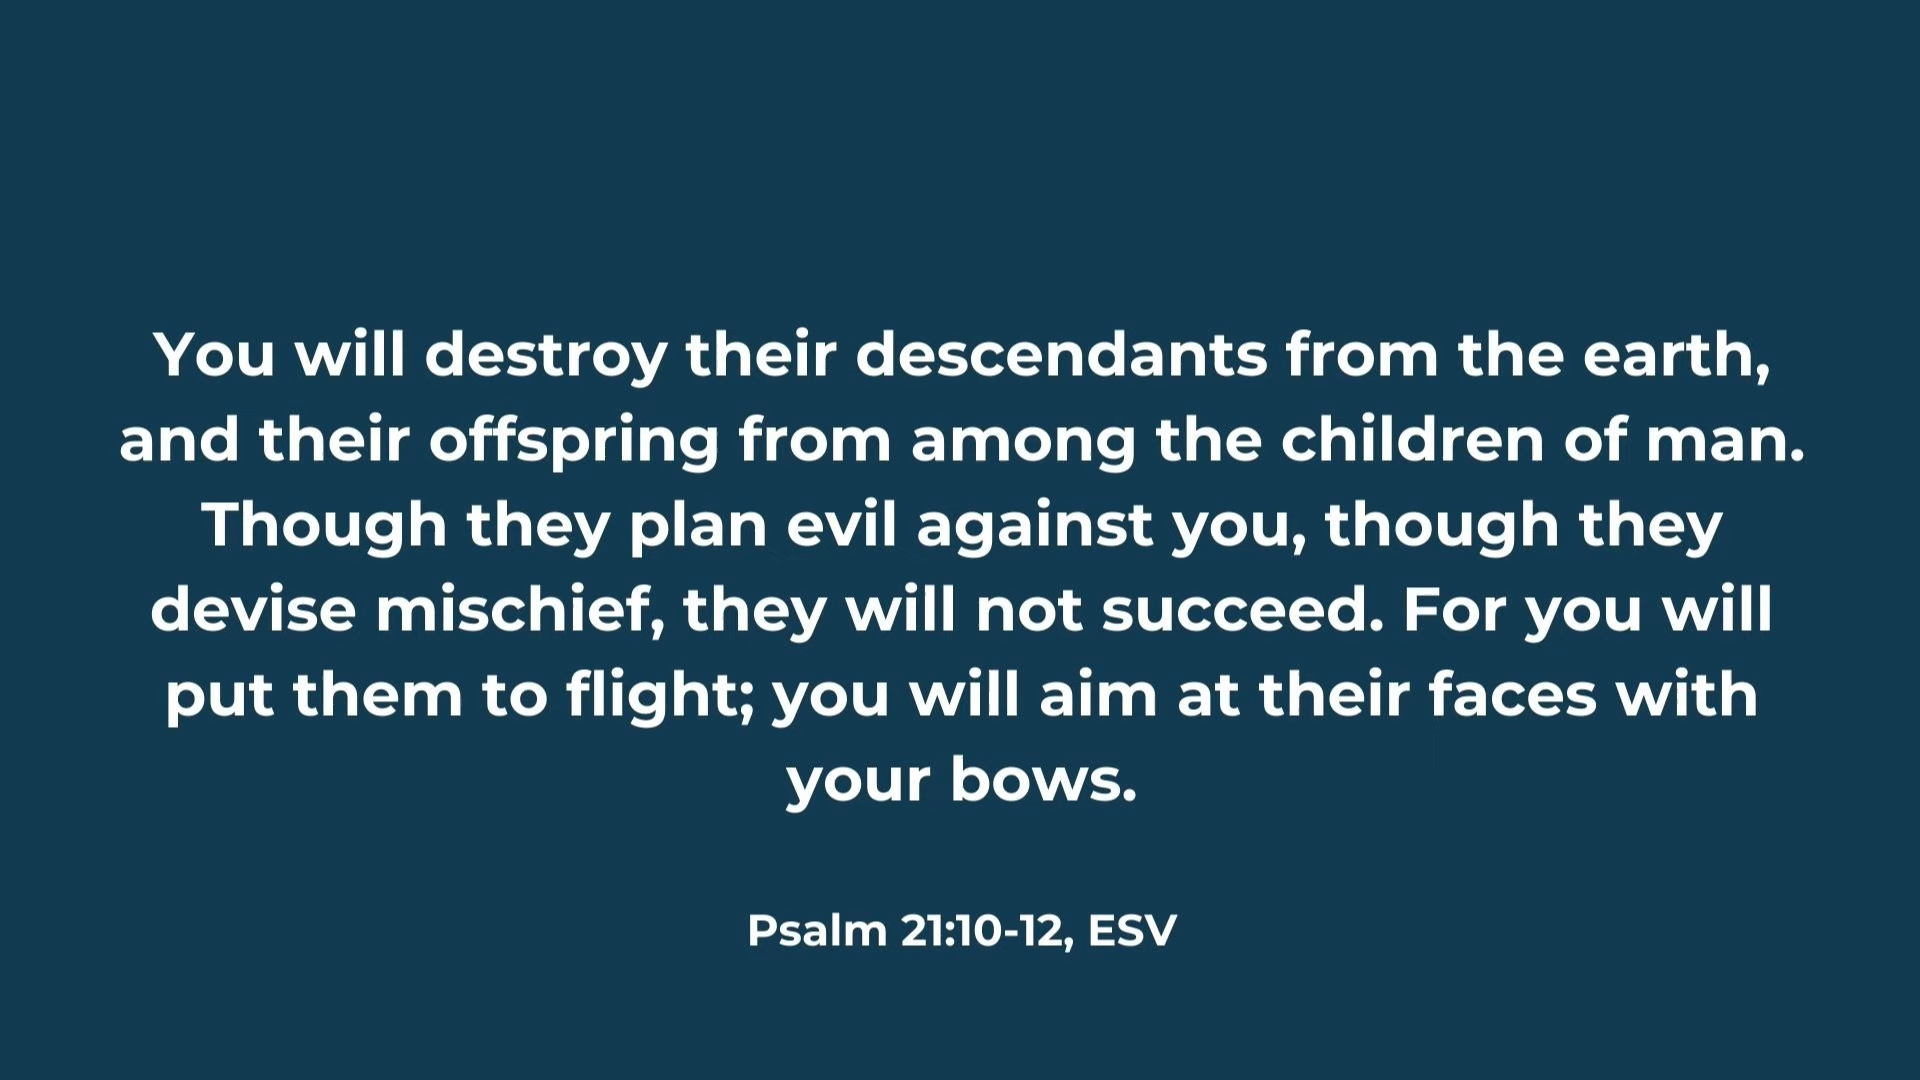 You will destroy their descendants from the earth,
and their offspring from among the children of man.
Though they plan evil against you, though they
devise mischief, they will not succeed. For you will
put them to flight; you will aim at their faces with
your bows.
Psalm 21:10-12, ESV